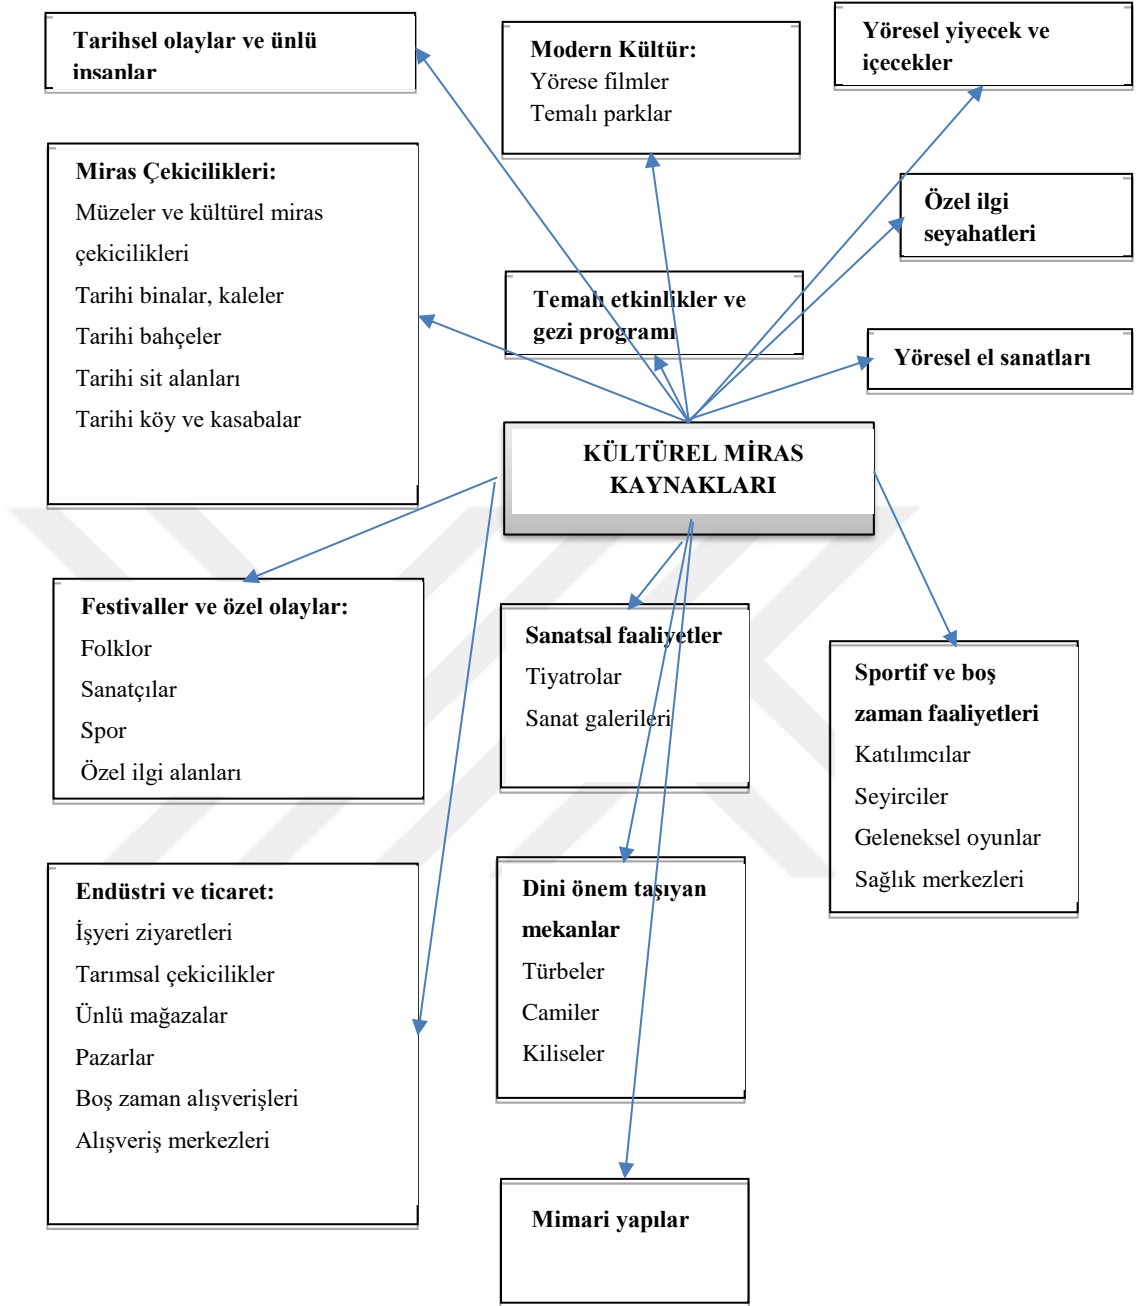 Tarihsel olaylar ve ünlü
insanlar
Modern Kültür:
Yörese filmler
Temalı parklar
Yöresel yiyecek ve
içecekler
Miras Çekicilikleri:
Müzeler ve kültürel miras
çekicilikleri
Tarihi binalar, kaleler
Tarihi bahçeler
Tarihi sit alanları
Tarihi köy ve kasabalar
Özel ilgi
seyahatleri
Temalı etkinlikler ve
gezi programı
Yöresel el sanatları
KÜLTÜREL MİRAS
KAYNAKLARI
Festivaller ve özel olaylar:
Folklor
Sanatçılar
Spor
Özel ilgi alanları
Sanatsal faaliyetler
Tiyatrolar
Sanat galerileri
Sportif ve boş
zaman faaliyetleri
Katılımcılar
Seyirciler
Geleneksel oyunlar
Sağlık merkezleri
Endüstri ve ticaret:
İşyeri ziyaretleri
Tarımsal çekicilikler
Ünlü mağazalar
Pazarlar
Boş zaman alışverişleri
Alışveriş merkezleri
Dini önem taşıyan
mekanlar
Türbeler
Camiler
Kiliseler
Mimari yapılar